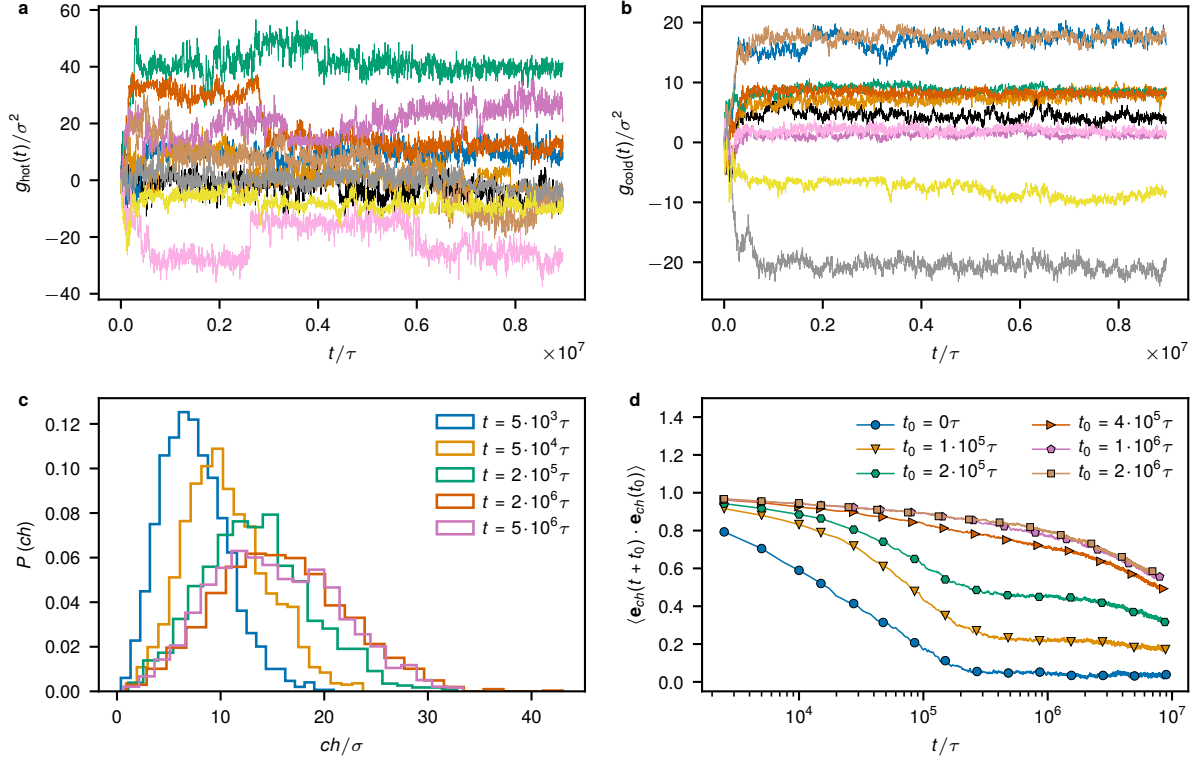 a
60
40
20
0
−20
−40
g_hot(t)/σ²
0.0 0.2 0.4 0.6 0.8
t/τ
×10⁷
b
20
10
0
−10
−20
g_cold(t)/σ²
0.0 0.2 0.4 0.6 0.8
t/τ
×10⁷
c
0.12
0.10
0.08
0.06
0.04
0.02
0.00
P (ch)
t = 5·10³τ
t = 5·10⁴τ
t = 2·10⁵τ
t = 2·10⁶τ
t = 5·10⁶τ
0 10 20 30 40
ch/σ
d
1.4
1.2
1.0
0.8
0.6
0.4
0.2
0.0
⟨e_ch(t + t₀) · e_ch(t₀)⟩
t₀ = 0τ
t₀ = 1·10⁵τ
t₀ = 2·10⁵τ
t₀ = 4·10⁵τ
t₀ = 1·10⁶τ
t₀ = 2·10⁶τ
10⁴ 10⁵ 10⁶ 10⁷
t/τ